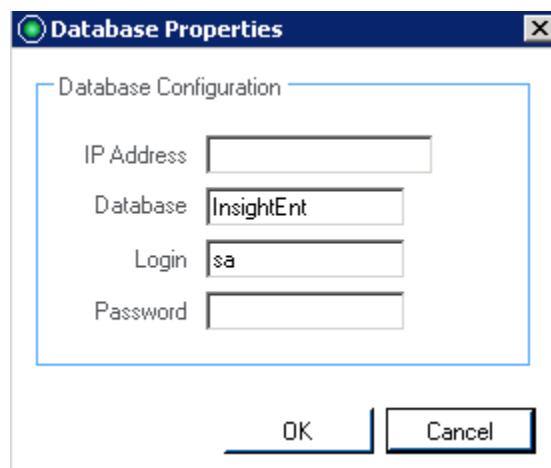 Database Properties
Database Configuration
IP Address
Database InsightEnt
Login sa
Password
OK Cancel